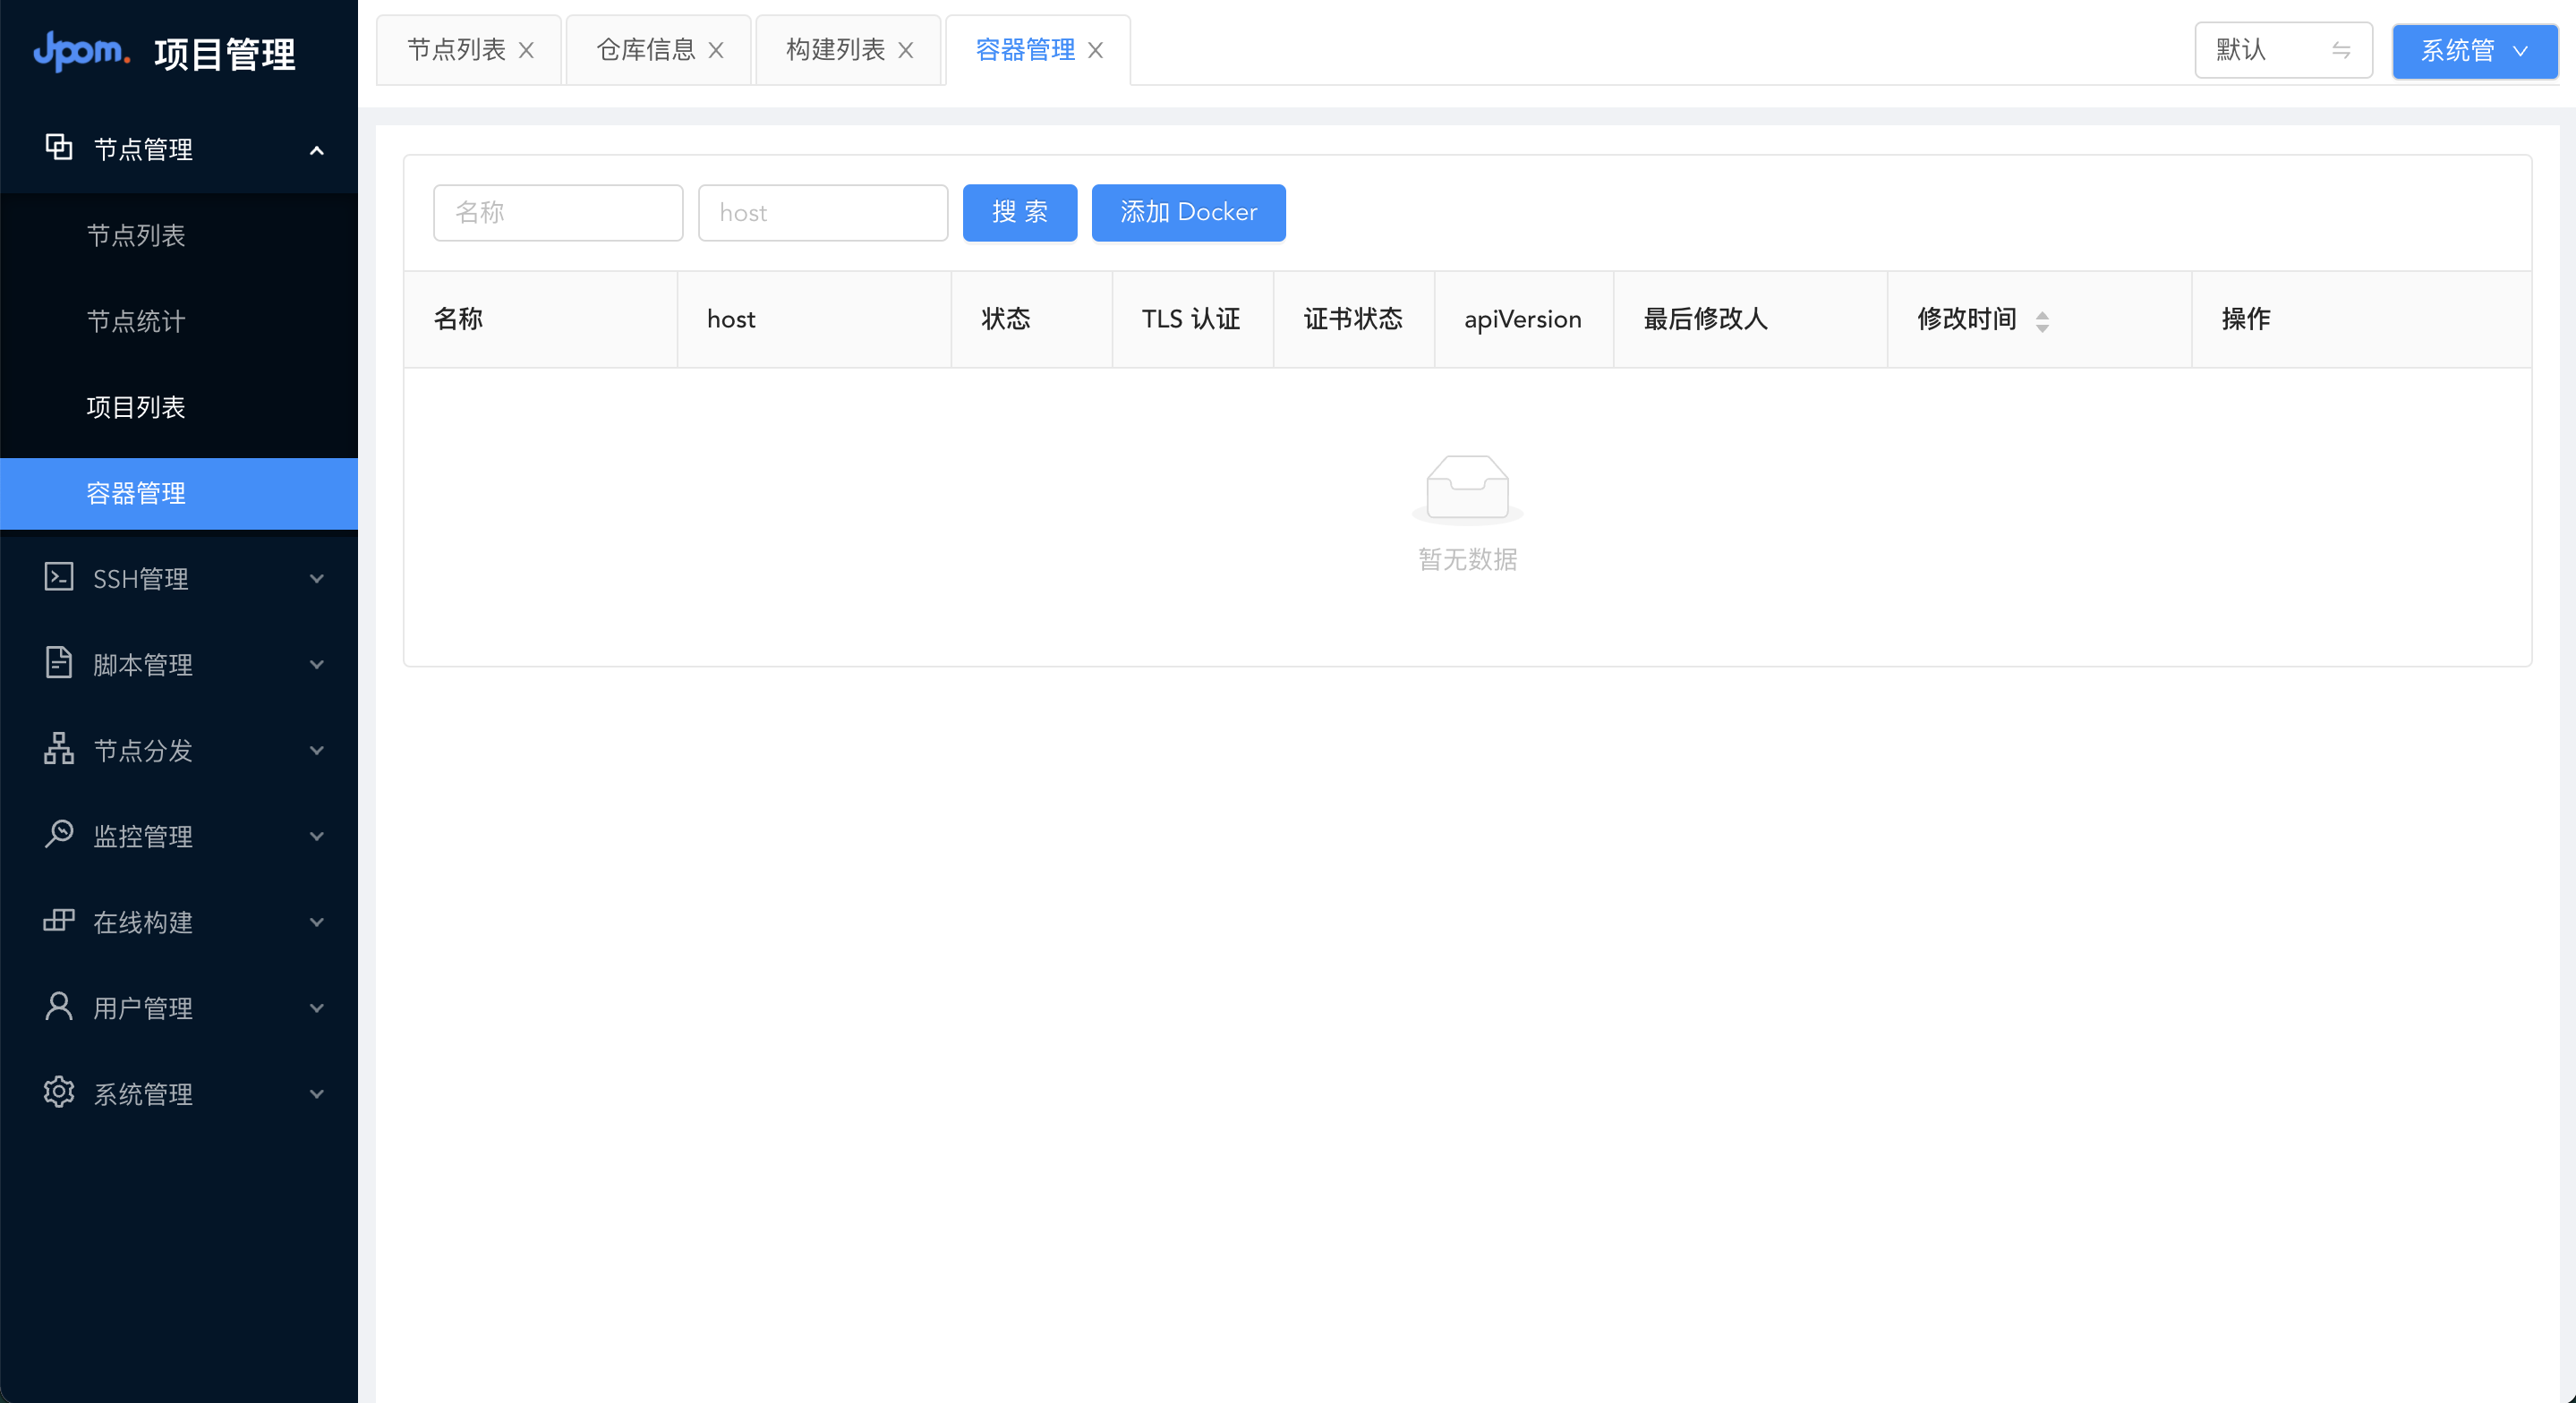 Jpom. 项目管理
节点管理
节点列表
节点统计
项目列表
容器管理
SSH管理
脚本管理
节点分发
监控管理
在线构建
用户管理
系统管理
节点列表 仓库信息 构建列表 容器管理
默认 系统管
名称 host 搜 索 添加 Docker
名称 host 状态 TLS 认证 证书状态 apiVersion 最后修改人 修改时间 操作
暂无数据